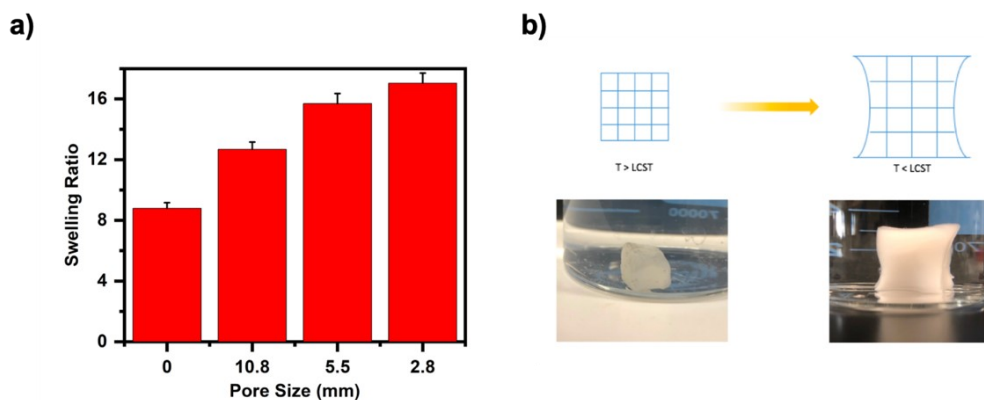 a)
Swelling Ratio
16
12
8
4
0
0 10.8 5.5 2.8
Pore Size (mm)
b)
T > LCST
T < LCST
70000